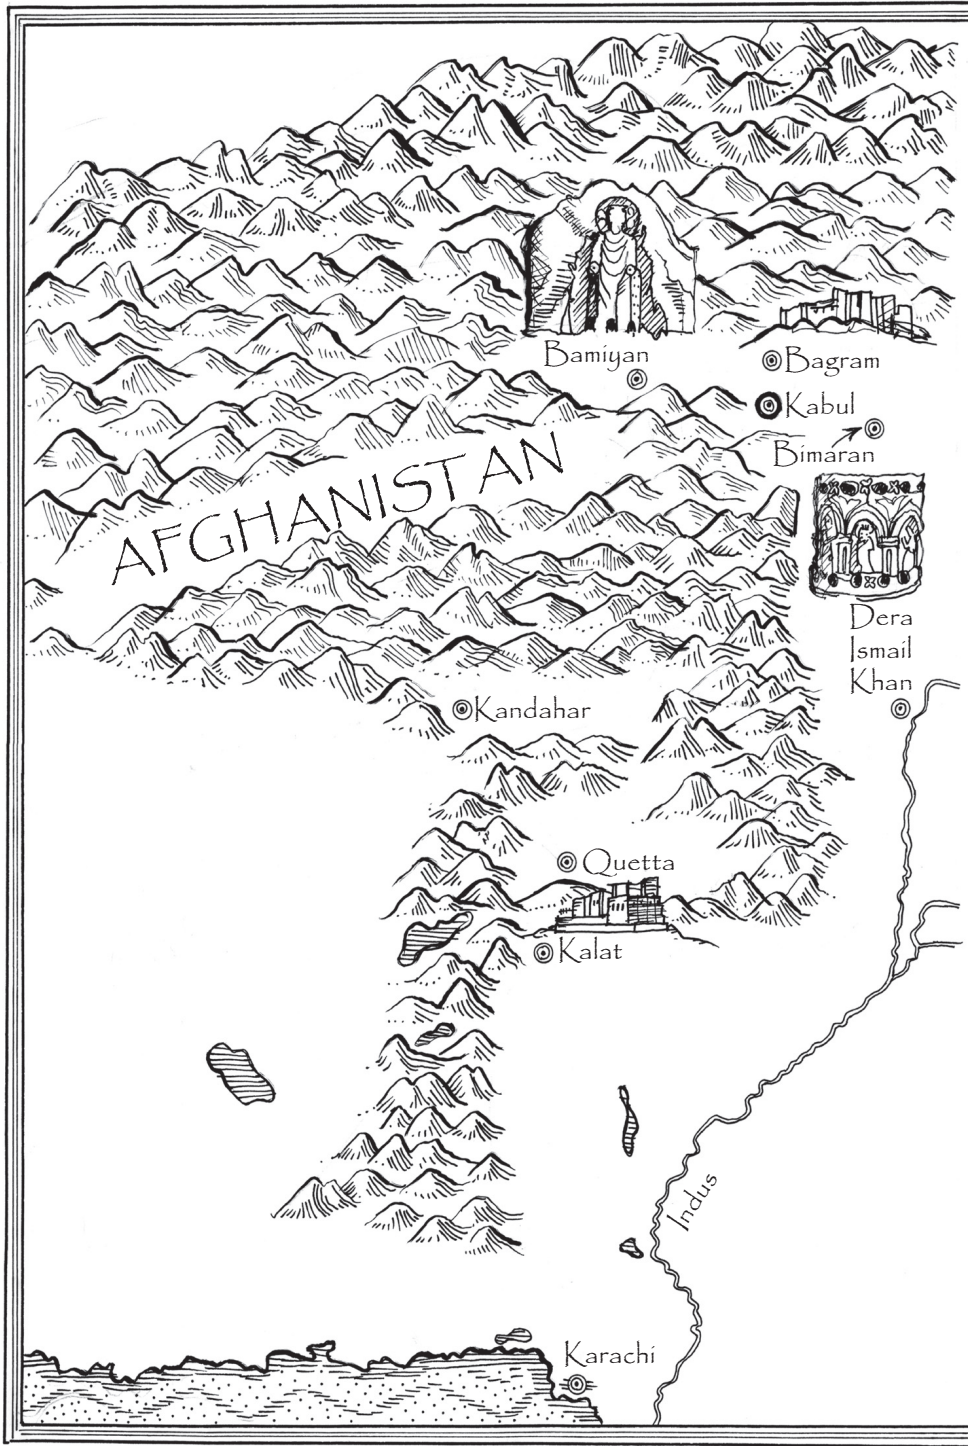 Bamiyan
Bagram
Kabul
Bimaran
AFGHANISTAN
Dera
Ismail
Khan
Kandahar
Quetta
Kalat
Indus
Karachi